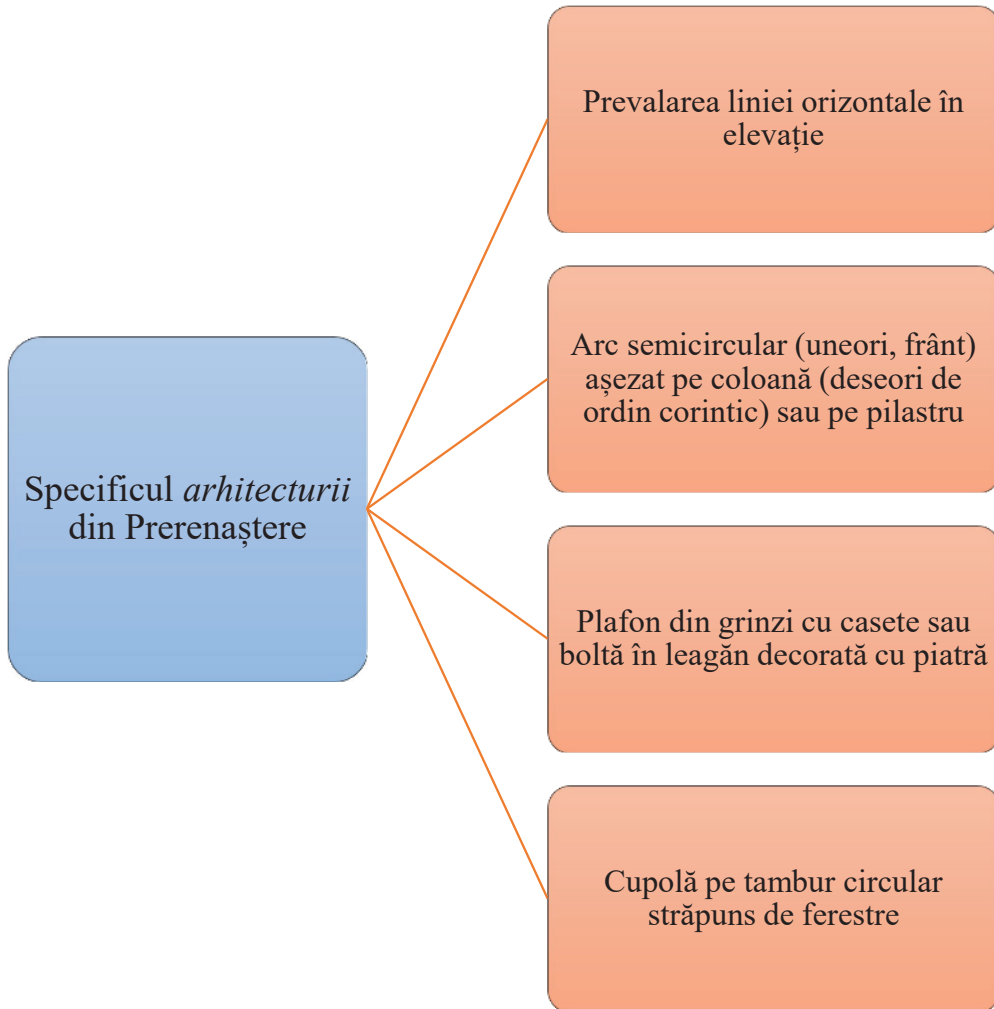 Specificul arhitecturii
din Prerenaștere
Prevalarea liniei orizontale în
elevație
Arc semicircular (uneori, frânt)
așezat pe coloană (deseori de
ordin corintic) sau pe pilastru
Plafon din grinzi cu casete sau
boltă în leagăn decorată cu piatră
Cupolă pe tambur circular
străpuns de ferestre